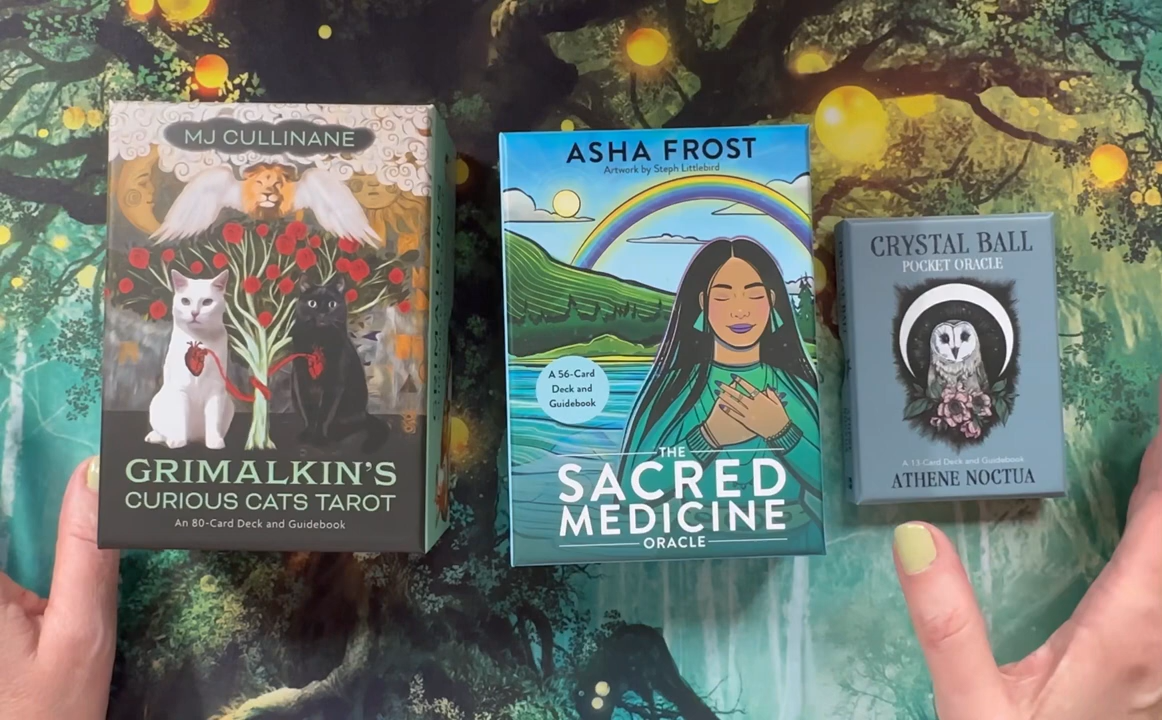 MJ CULLINANE
GRIMALKIN'S
CURIOUS CATS TAROT
An 80-Card Deck and Guidebook
ASHA FROST
Artwork by Steph Littlebird
A 56-Card
Deck and
Guidebook
THE
SACRED
MEDICINE
ORACLE
CRYSTAL BALL
POCKET ORACLE
A 13-Card Deck and Guidebook
ATHENE NOCTUA